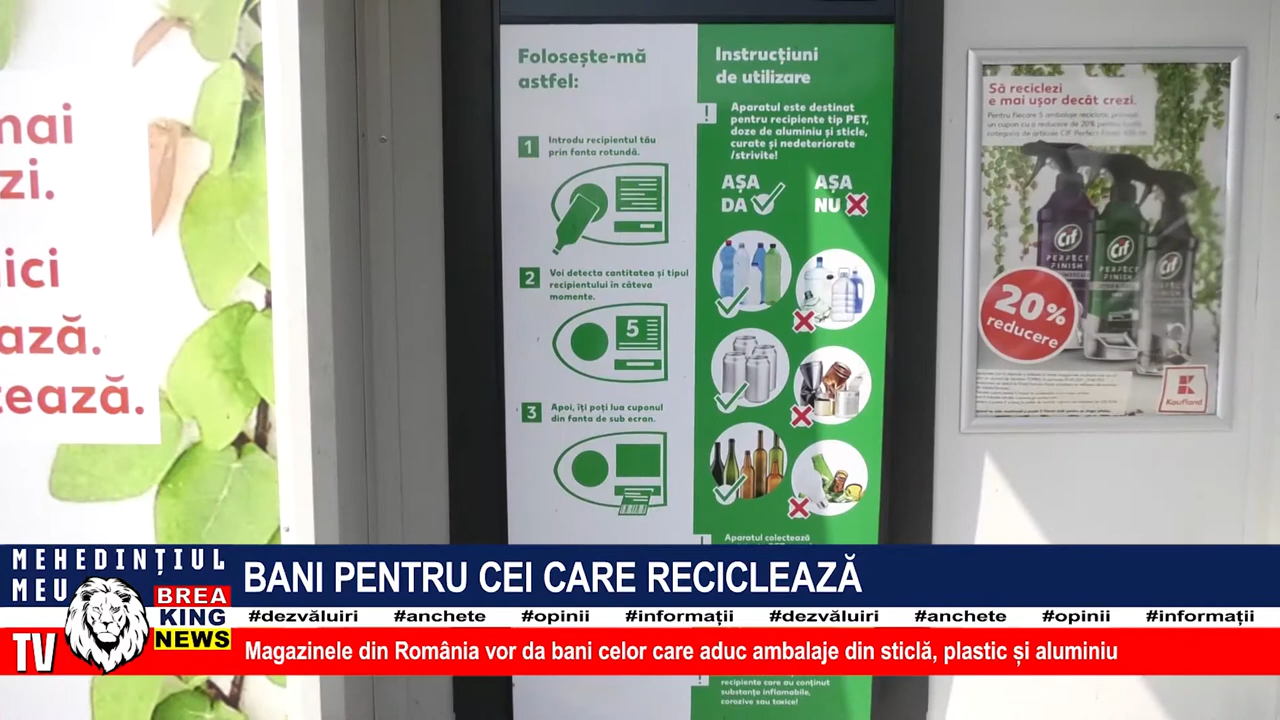 mai
zi.
ici
ază.
tează.
Folosește-mă
astfel:
1
Introdu recipientul tău
prin fanta rotundă.
2
Voi detecta cantitatea și tipul
recipientului în câteva
momente.
5
3
Apoi, îți poți lua cuponul
din fanta de sub ecran.
Instrucțiuni
de utilizare
!
Aparatul este destinat
pentru recipiente tip PET,
doze de aluminiu și sticle,
curate și nedeteriorate
/strivite!
AȘA
DA
AȘA
NU
!
Aparatul colectează
!
recipiente care au conținut
substanțe inflamabile,
corozive sau toxice!
Să reciclezi
e mai ușor decât crezi.
Cif
PERFECT
FINISH
Cif
PERFECT
FINISH
Cif
20%
reducere
K
Kaufland
MEHEDINȚIUL
MEU
TV
BREA
KING
NEWS
BANI PENTRU CEI CARE RECICLEAZĂ
#dezvăluiri #anchete #opinii #informații #dezvăluiri #anchete #opinii #informații
Magazinele din România vor da bani celor care aduc ambalaje din sticlă, plastic și aluminiu